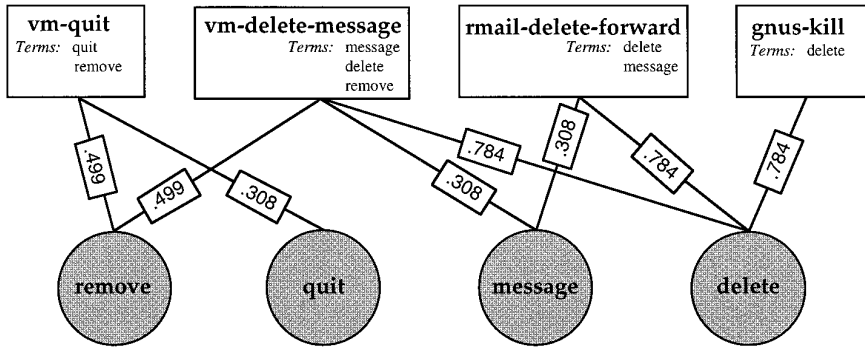 vm-quit
Terms: quit
remove
vm-delete-message
Terms: message
delete
remove
rmail-delete-forward
Terms: delete
message
gnus-kill
Terms: delete
.499
.499
.308
.784
.308
.308
.784
.784
remove
quit
message
delete